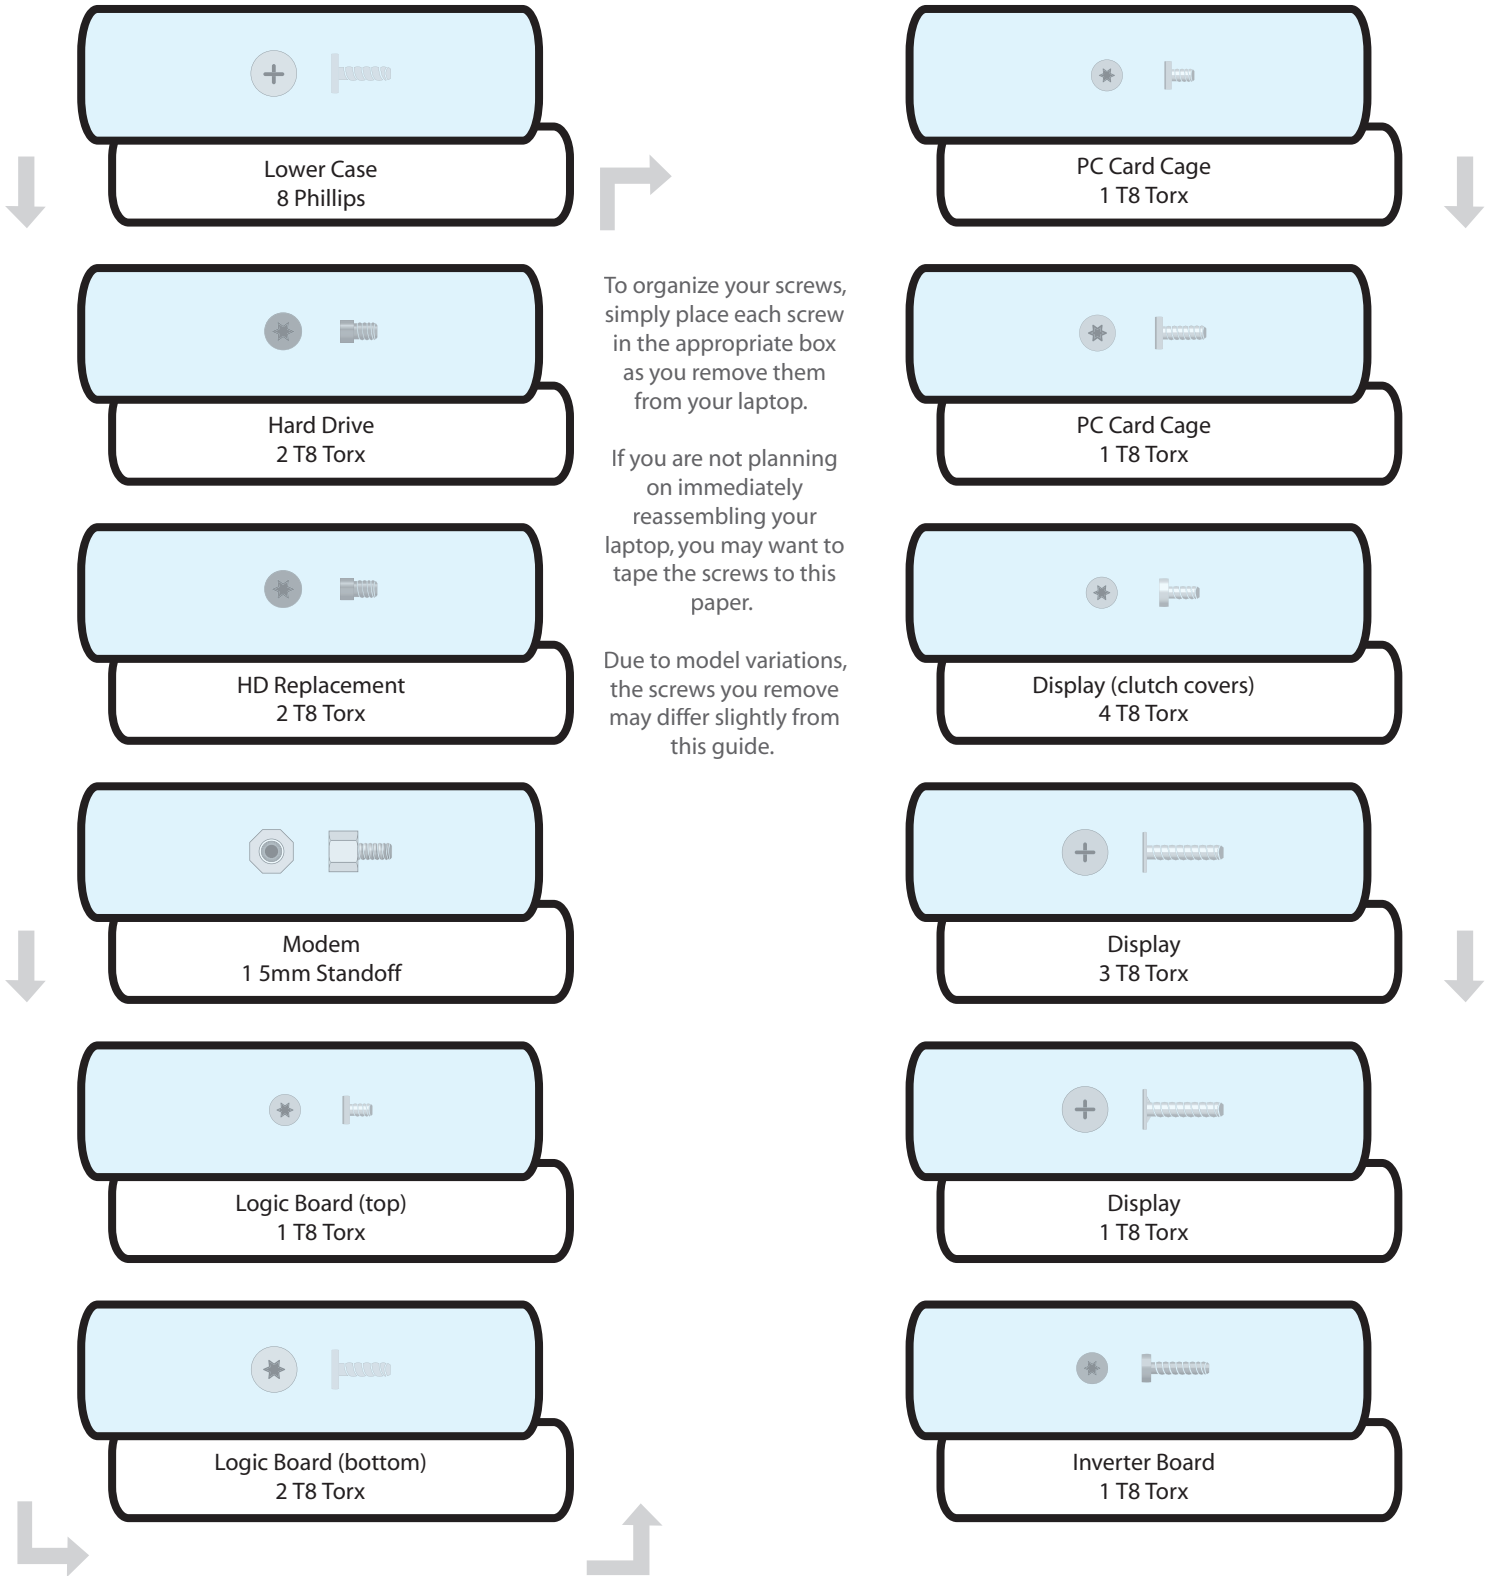 Lower Case
8 Phillips
Hard Drive
2 T8 Torx
HD Replacement
2 T8 Torx
Modem
1 5mm Standoff
Logic Board (top)
1 T8 Torx
Logic Board (bottom)
2 T8 Torx
To organize your screws,
simply place each screw
in the appropriate box
as you remove them
from your laptop.
If you are not planning
on immediately
reassembling your
laptop, you may want to
tape the screws to this
paper.
Due to model variations,
the screws you remove
may differ slightly from
this guide.
PC Card Cage
1 T8 Torx
PC Card Cage
1 T8 Torx
Display (clutch covers)
4 T8 Torx
Display
3 T8 Torx
Display
1 T8 Torx
Inverter Board
1 T8 Torx